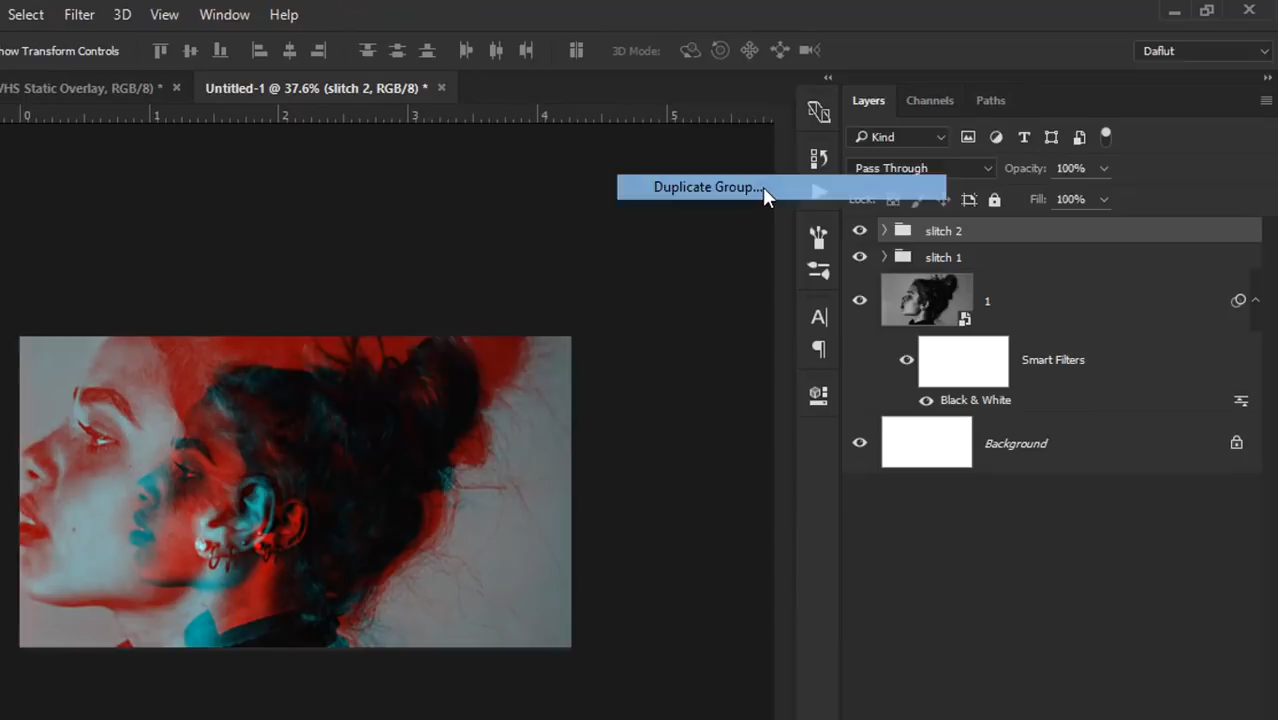 Select Filter 3D View Window Help
how Transform Controls 3D Mode: Daflut
VHS Static Overlay, RGB/8) * × Untitled-1 @ 37.6% (slitch 2, RGB/8) * ×
0 1 2 3 4 5
Layers Channels Paths
Kind
Pass Through Opacity: 100%
Duplicate Group...
Lock: Fill: 100%
slitch 2
slitch 1
1
Smart Filters
Black & White
Background